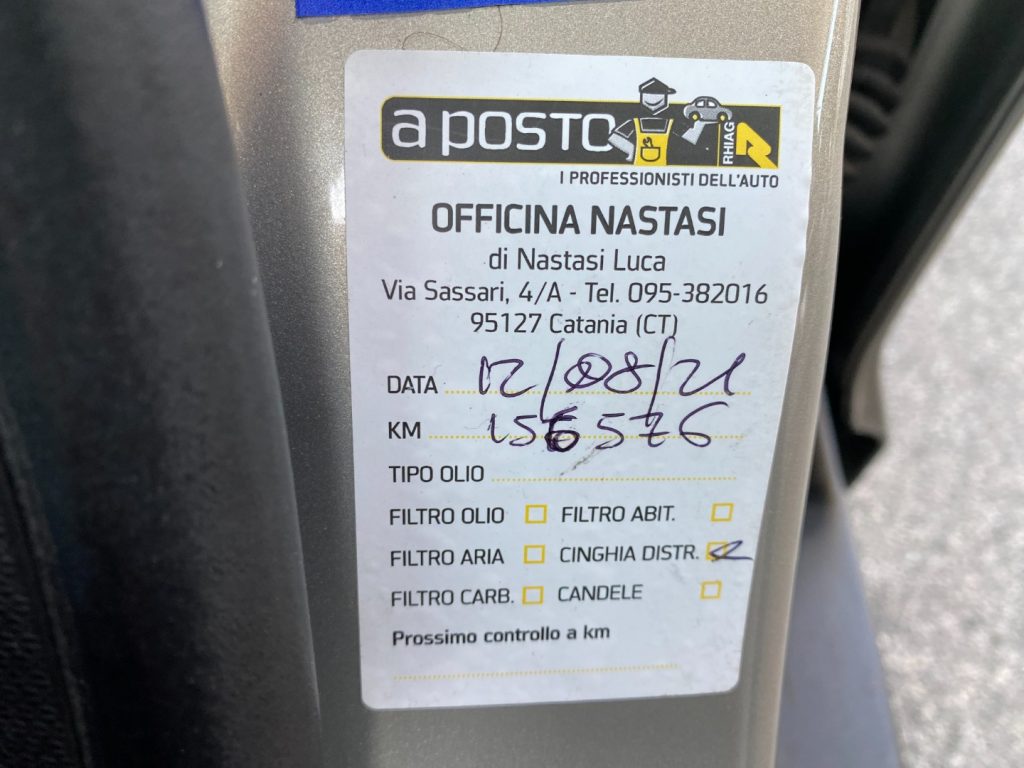 a posto
RHIAG
I PROFESSIONISTI DELL'AUTO
OFFICINA NASTASI
di Nastasi Luca
Via Sassari, 4/A - Tel. 095-382016
95127 Catania (CT)
DATA 12/08/21
KM 156576
TIPO OLIO
FILTRO OLIO FILTRO ABIT.
FILTRO ARIA CINGHIA DISTR.
FILTRO CARB. CANDELE
Prossimo controllo a km